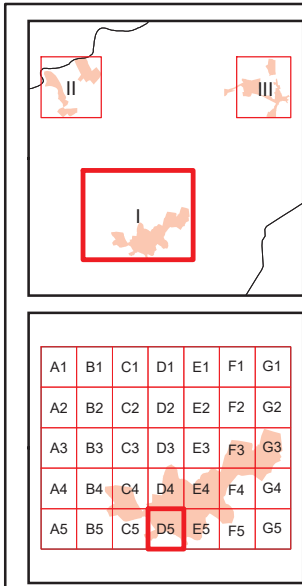 II III
I
A1 B1 C1 D1 E1 F1 G1
A2 B2 C2 D2 E2 F2 G2
A3 B3 C3 D3 E3 F3 G3
A4 B4 C4 D4 E4 F4 G4
A5 B5 C5 D5 E5 F5 G5